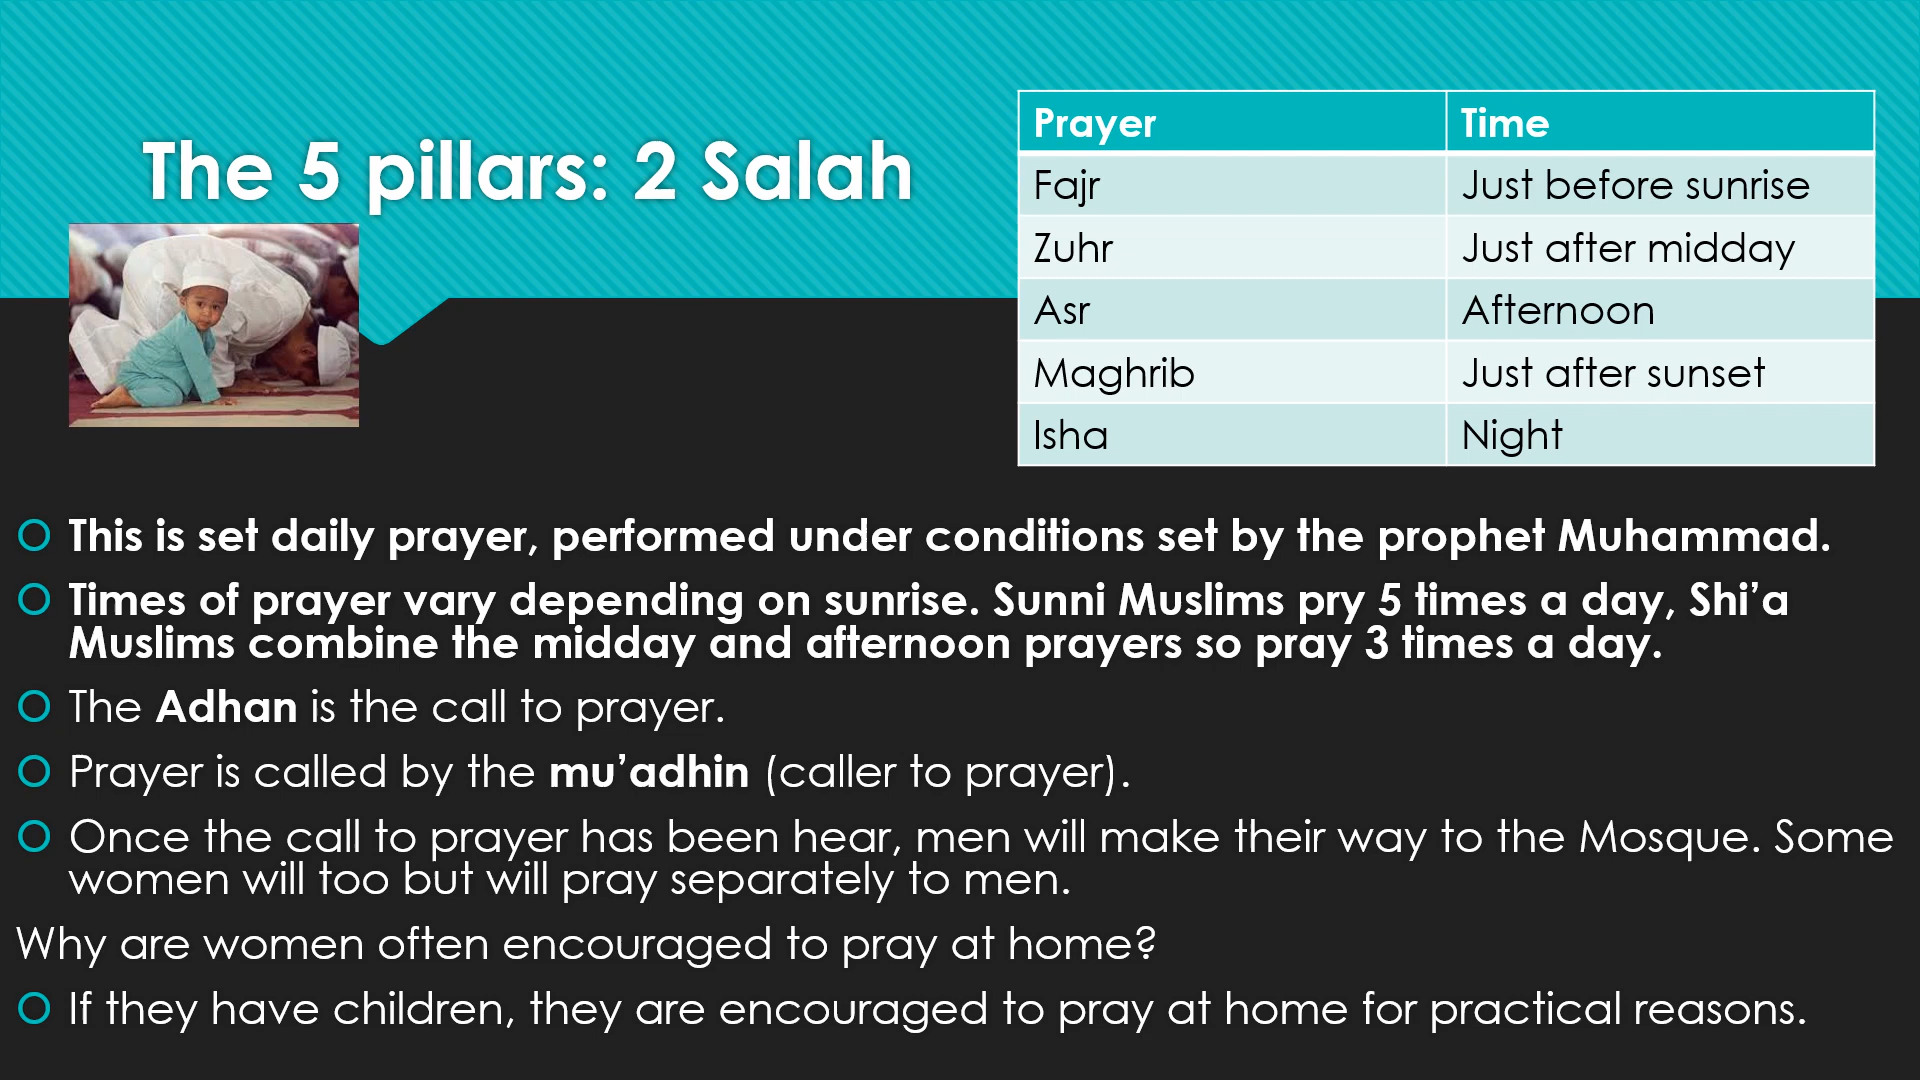 The 5 pillars: 2 Salah
Prayer Time
Fajr Just before sunrise
Zuhr Just after midday
Asr Afternoon
Maghrib Just after sunset
Isha Night
This is set daily prayer, performed under conditions set by the prophet Muhammad.
Times of prayer vary depending on sunrise. Sunni Muslims pry 5 times a day, Shi’a
Muslims combine the midday and afternoon prayers so pray 3 times a day.
The Adhan is the call to prayer.
Prayer is called by the mu’adhin (caller to prayer).
Once the call to prayer has been hear, men will make their way to the Mosque. Some
women will too but will pray separately to men.
Why are women often encouraged to pray at home?
If they have children, they are encouraged to pray at home for practical reasons.